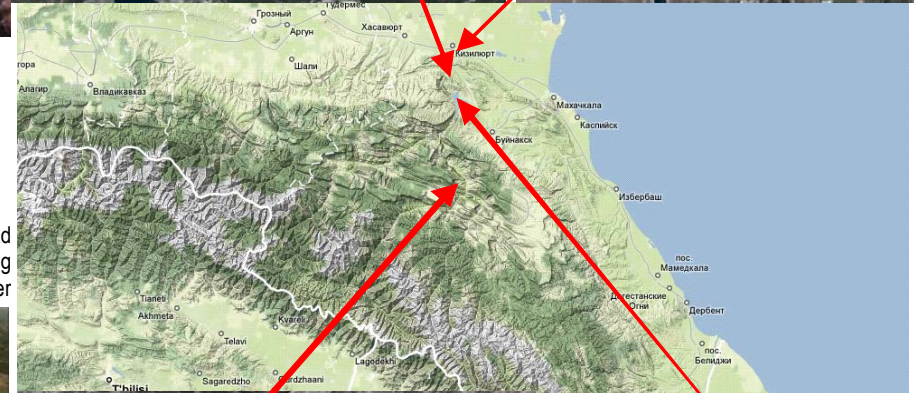 Гудермес
Грозный
Аргун
Хасавюрт
Кизилюрт
Шали
гора
Алагир
Владикавказ
Махачкала
Каспийск
Буйнакск
Избербаш
d
g
er
пос.
Мамедкала
Дагестанские
Огни
Дербент
Tianeti
Akhmeta
Kvareli
Telavi
пос.
Белиджи
Lagodekhi
Sagaredzho
Gurdzhaani
T'bilisi